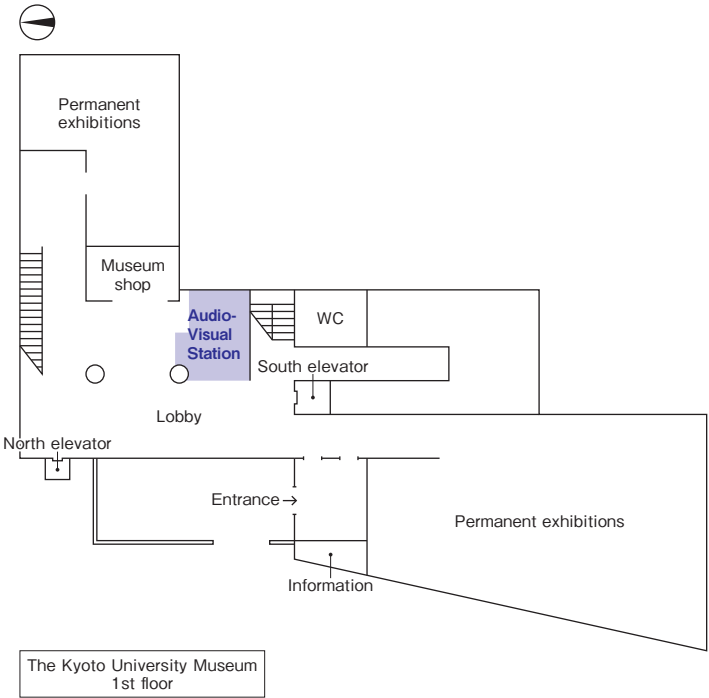 Permanent
exhibitions
Museum
shop
Audio-
Visual
Station
WC
South elevator
Lobby
North elevator
Entrance →
Permanent exhibitions
Information
The Kyoto University Museum
1st floor